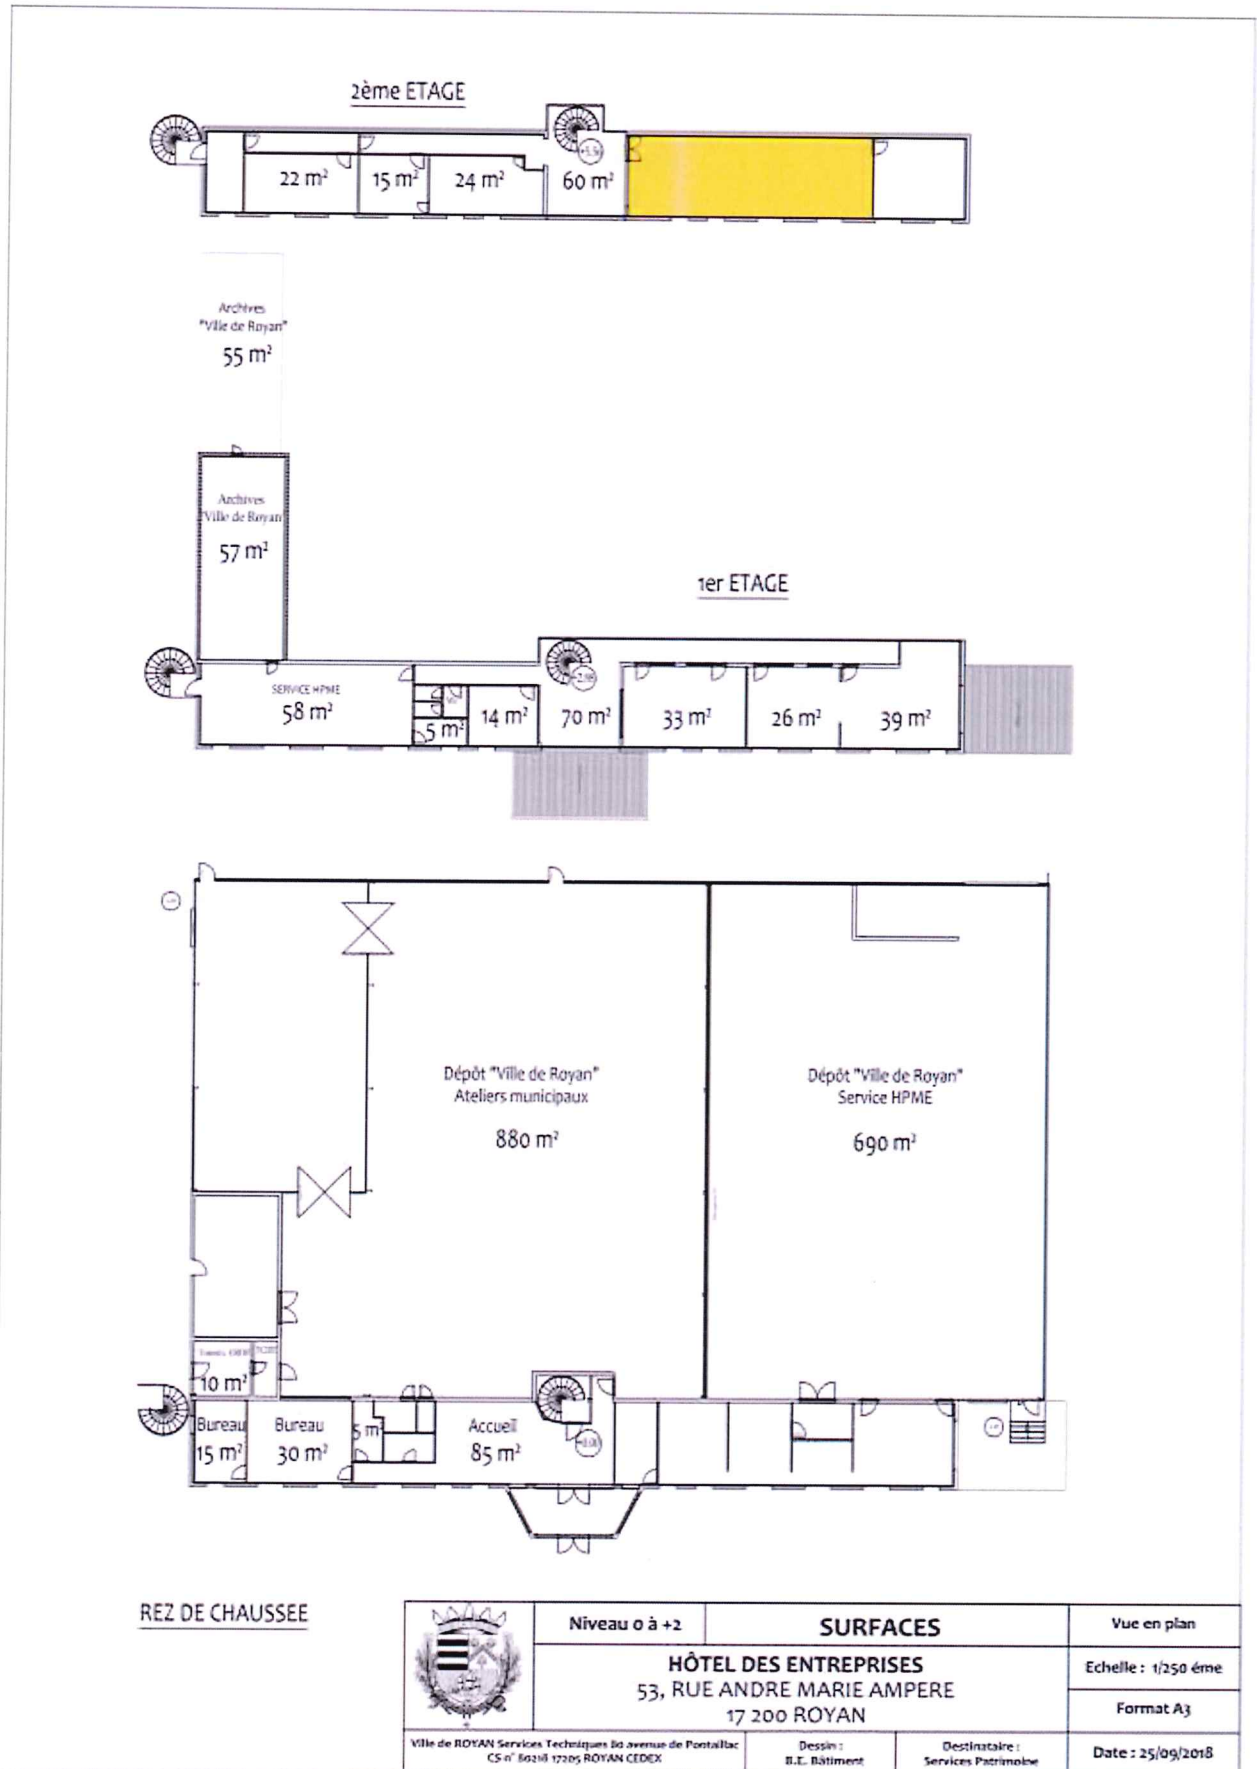 2ème ETAGE
22 m²
15 m²
24 m²
60 m²
Archives
"Ville de Royan"
55 m²
Archives
"Ville de Royan"
57 m²
1er ETAGE
SERVICE HPME
58 m²
5 m²
14 m²
70 m²
33 m²
26 m²
39 m²
Dépôt "Ville de Royan"
Ateliers municipaux
880 m²
Dépôt "Ville de Royan"
Service HPME
690 m²
10 m²
Bureau
15 m²
Bureau
30 m²
5 m²
Accueil
85 m²
REZ DE CHAUSSEE
Niveau 0 à +2
SURFACES
Vue en plan
HÔTEL DES ENTREPRISES
53, RUE ANDRE MARIE AMPERE
17 200 ROYAN
Echelle : 1/250 éme
Format A3
Ville de ROYAN Services Techniques 80 avenue de Pontaillac
CS n° 80218 17205 ROYAN CEDEX
Dessin :
B.E. Bâtiment
Destinataire :
Services Patrimoine
Date : 25/09/2018